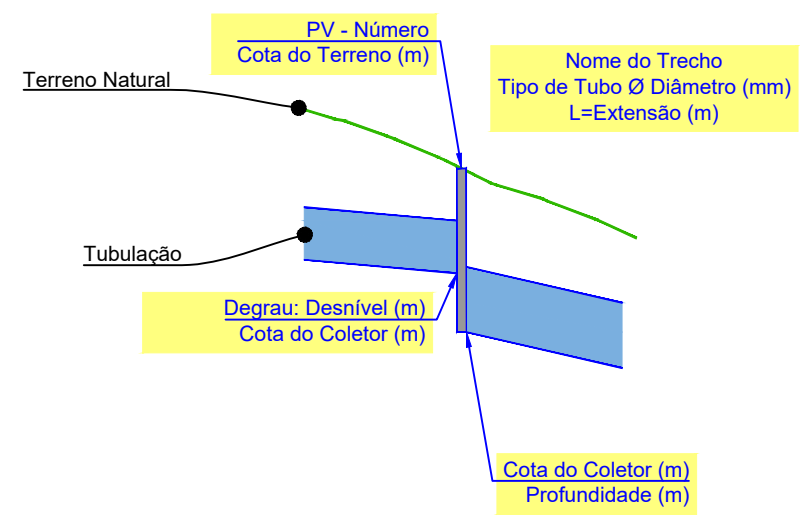 PV - Número
Cota do Terreno (m)
Nome do Trecho
Tipo de Tubo Ø Diâmetro (mm)
L=Extensão (m)
Terreno Natural
Tubulação
Degrau: Desnível (m)
Cota do Coletor (m)
Cota do Coletor (m)
Profundidade (m)